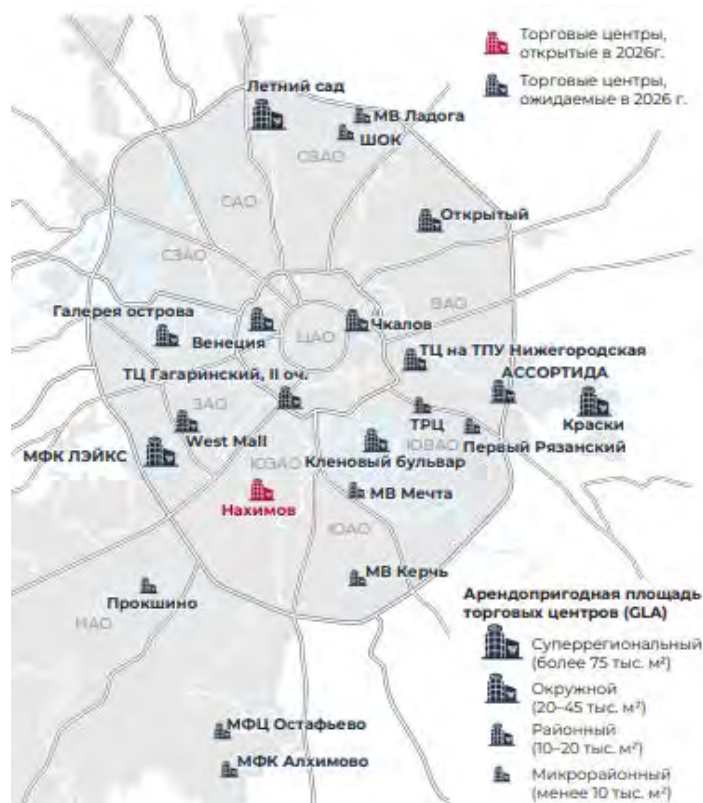 Торговые центры,
открытые в 2026г.
Торговые центры,
ожидаемые в 2026 г.
Летний сад
МВ Ладога
ШОК
СВАО
САО
Открытый
СЗАО
ВАО
Галерея острова
Венеция
ЦАО
Чкалов
ТЦ на ТПУ Нижегородская
ТЦ Гагаринский, II оч.
АССОРТИДА
ЗАО
ТРЦ
Краски
West Mall
ЮВАО
Первый Рязанский
МФК ЛЭЙКС
ЮЗАО
Кленовый бульвар
МВ Мечта
Нахимов
ЮАО
МВ Керчь
Прокшино
НАО
Арендопригодная площадь
торговых центров (GLA)
Суперрегиональный
(более 75 тыс. м²)
Окружной
(20–45 тыс. м²)
Районный
(10–20 тыс. м²)
Микрорайонный
(менее 10 тыс. м²)
МФЦ Остафьево
МФК Алхимово